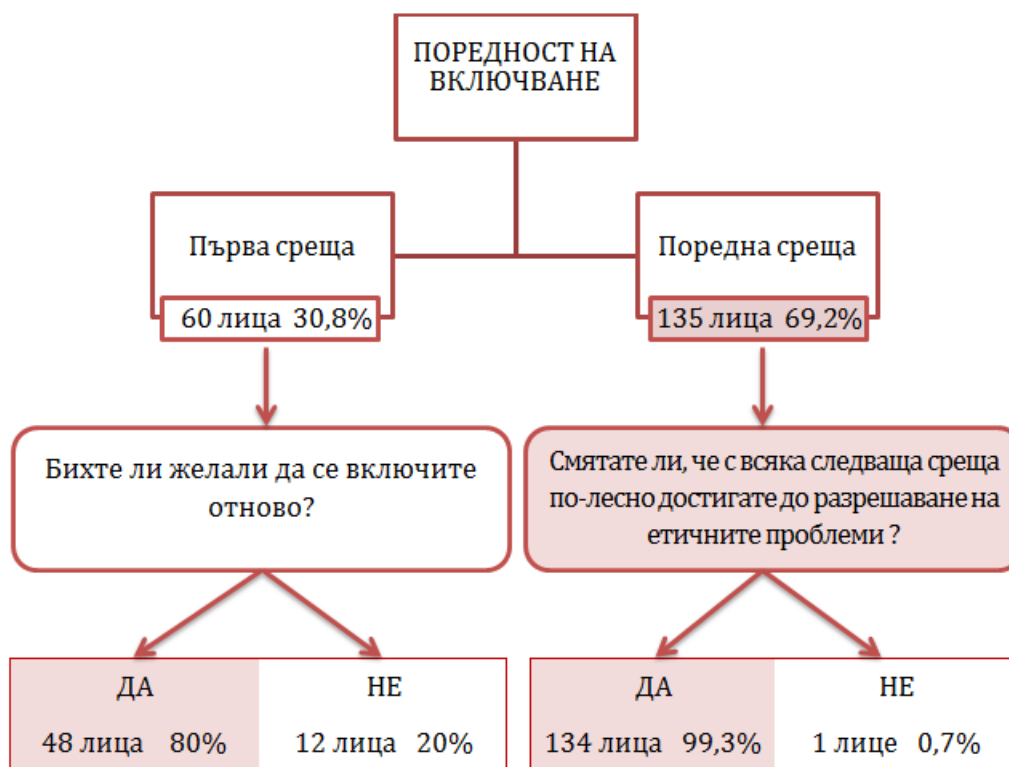 ПОРЕДНОСТ НА
ВКЛЮЧВАНЕ
Първа среща
60 лица 30,8%
Поредна среща
135 лица 69,2%
Бихте ли желали да се включите
отново?
Смятате ли, че с всяка следваща среща
по-лесно достигате до разрешаване на
етичните проблеми ?
ДА
НЕ
48 лица 80%
12 лица 20%
ДА
НЕ
134 лица 99,3%
1 лице 0,7%